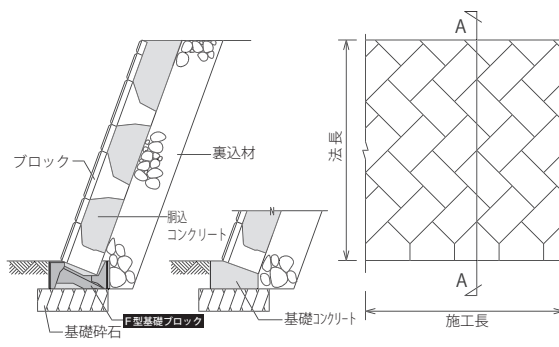 ブロック
裏込材
胴込
コンクリート
F型基礎ブロック
基礎砕石
基礎コンクリート
A
法長
A
施工長